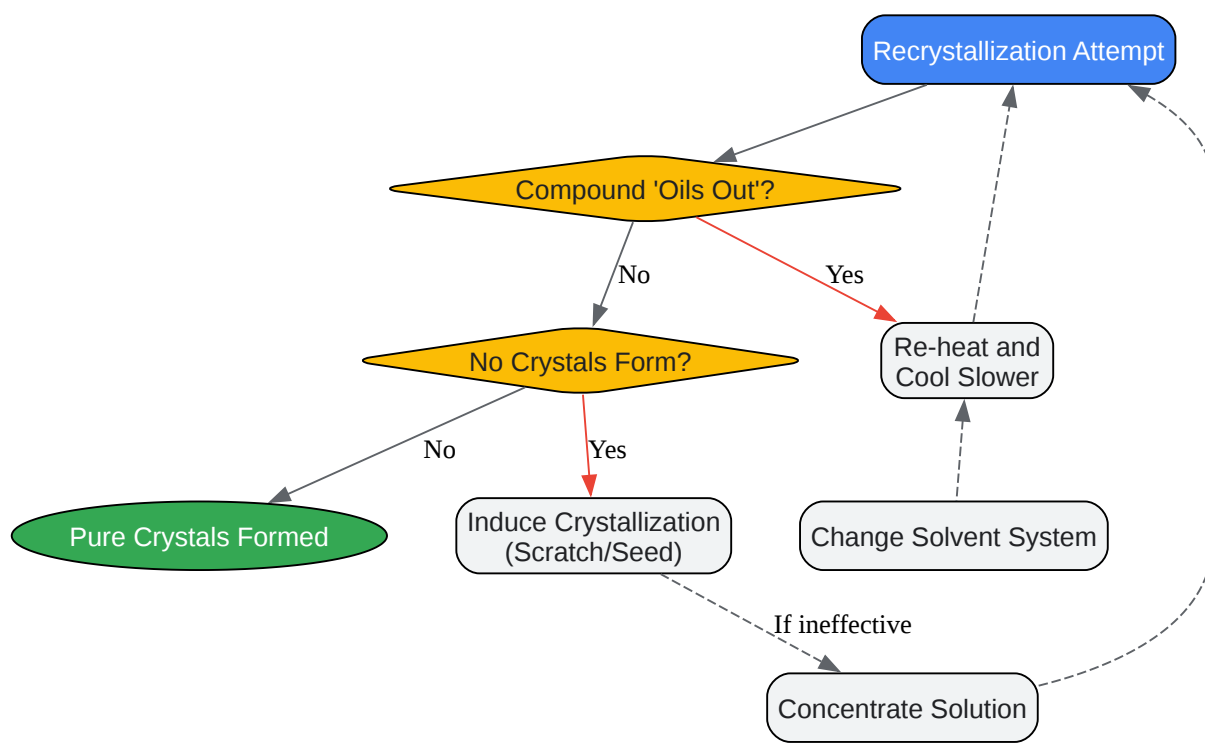 Recrystallization Attempt
Compound 'Oils Out'?
No
Yes
No Crystals Form?
Re-heat and
Cool Slower
No
Yes
Pure Crystals Formed
Induce Crystallization
(Scratch/Seed)
Change Solvent System
If ineffective
Concentrate Solution